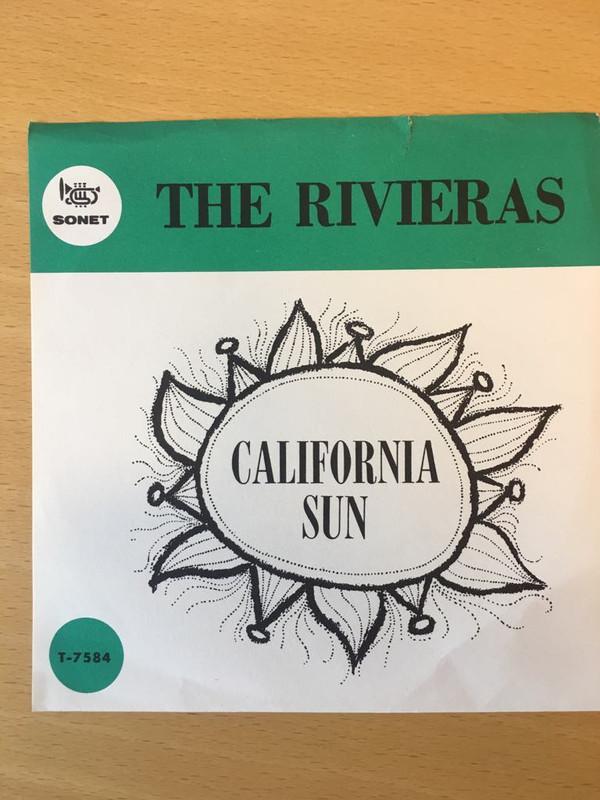 SONET
THE RIVIERAS
CALIFORNIA
SUN
T-7584